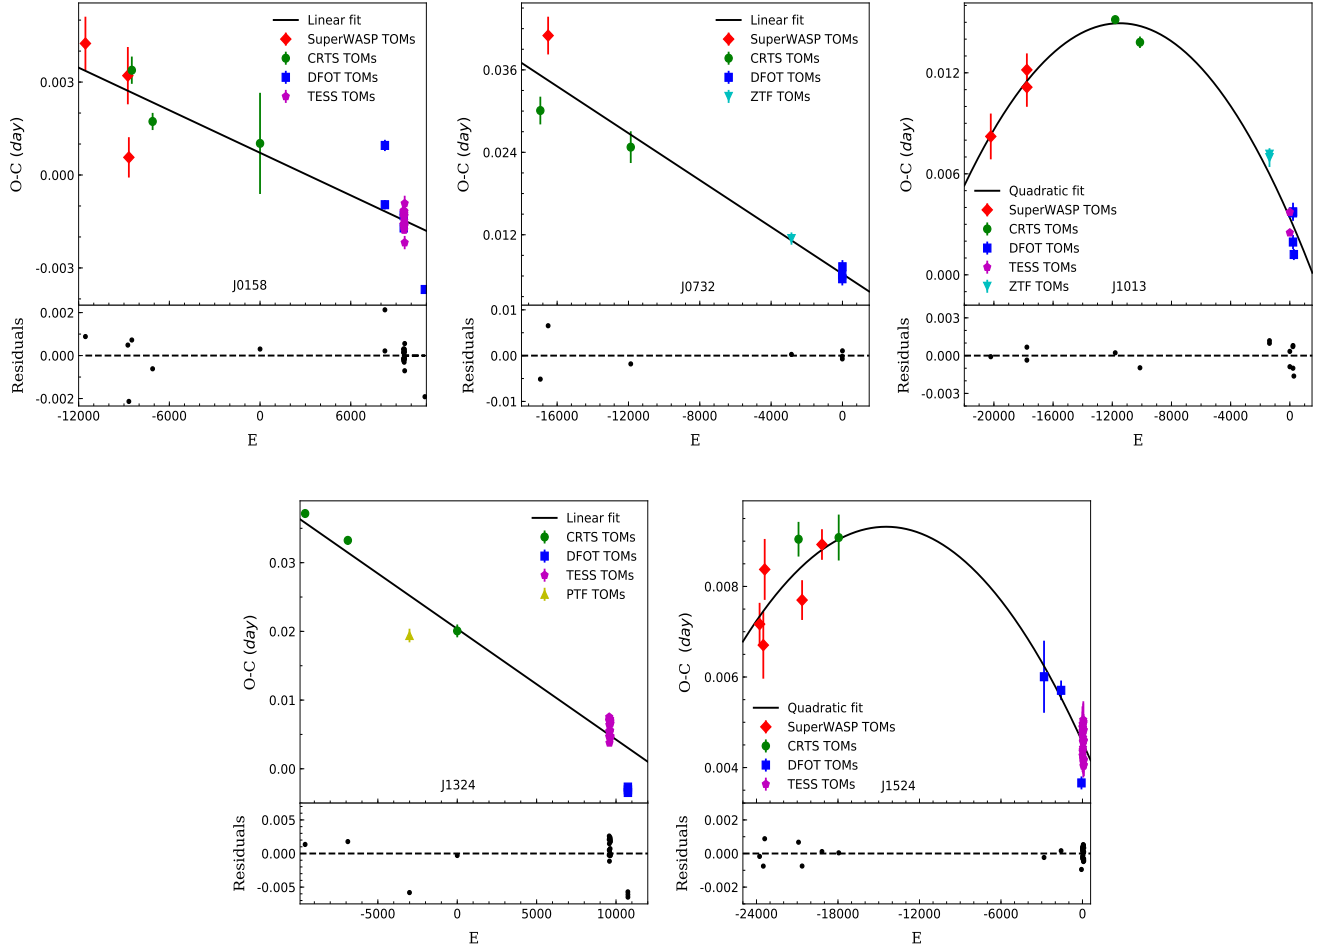 Linear fit
SuperWASP TOMs
CRTS TOMs
DFOT TOMs
TESS TOMs
0.003
0.000
-0.003
O-C (day)
J0158
0.002
0.000
-0.002
Residuals
-12000 -6000 0 6000
E
Linear fit
SuperWASP TOMs
CRTS TOMs
DFOT TOMs
ZTF TOMs
0.036
0.024
0.012
O-C (day)
J0732
0.01
0.00
-0.01
Residuals
-16000 -12000 -8000 -4000 0
E
0.012
0.006
0.000
O-C (day)
Quadratic fit
SuperWASP TOMs
CRTS TOMs
DFOT TOMs
TESS TOMs
ZTF TOMs
J1013
0.003
0.000
-0.003
Residuals
-20000 -16000 -12000 -8000 -4000 0
E
Linear fit
CRTS TOMs
DFOT TOMs
TESS TOMs
PTF TOMs
0.03
0.02
0.01
0.00
O-C (day)
J1324
0.005
0.000
-0.005
Residuals
-5000 0 5000 10000
E
0.008
0.006
0.004
O-C (day)
Quadratic fit
SuperWASP TOMs
CRTS TOMs
DFOT TOMs
TESS TOMs
J1524
0.002
0.000
-0.002
Residuals
-24000 -18000 -12000 -6000 0
E